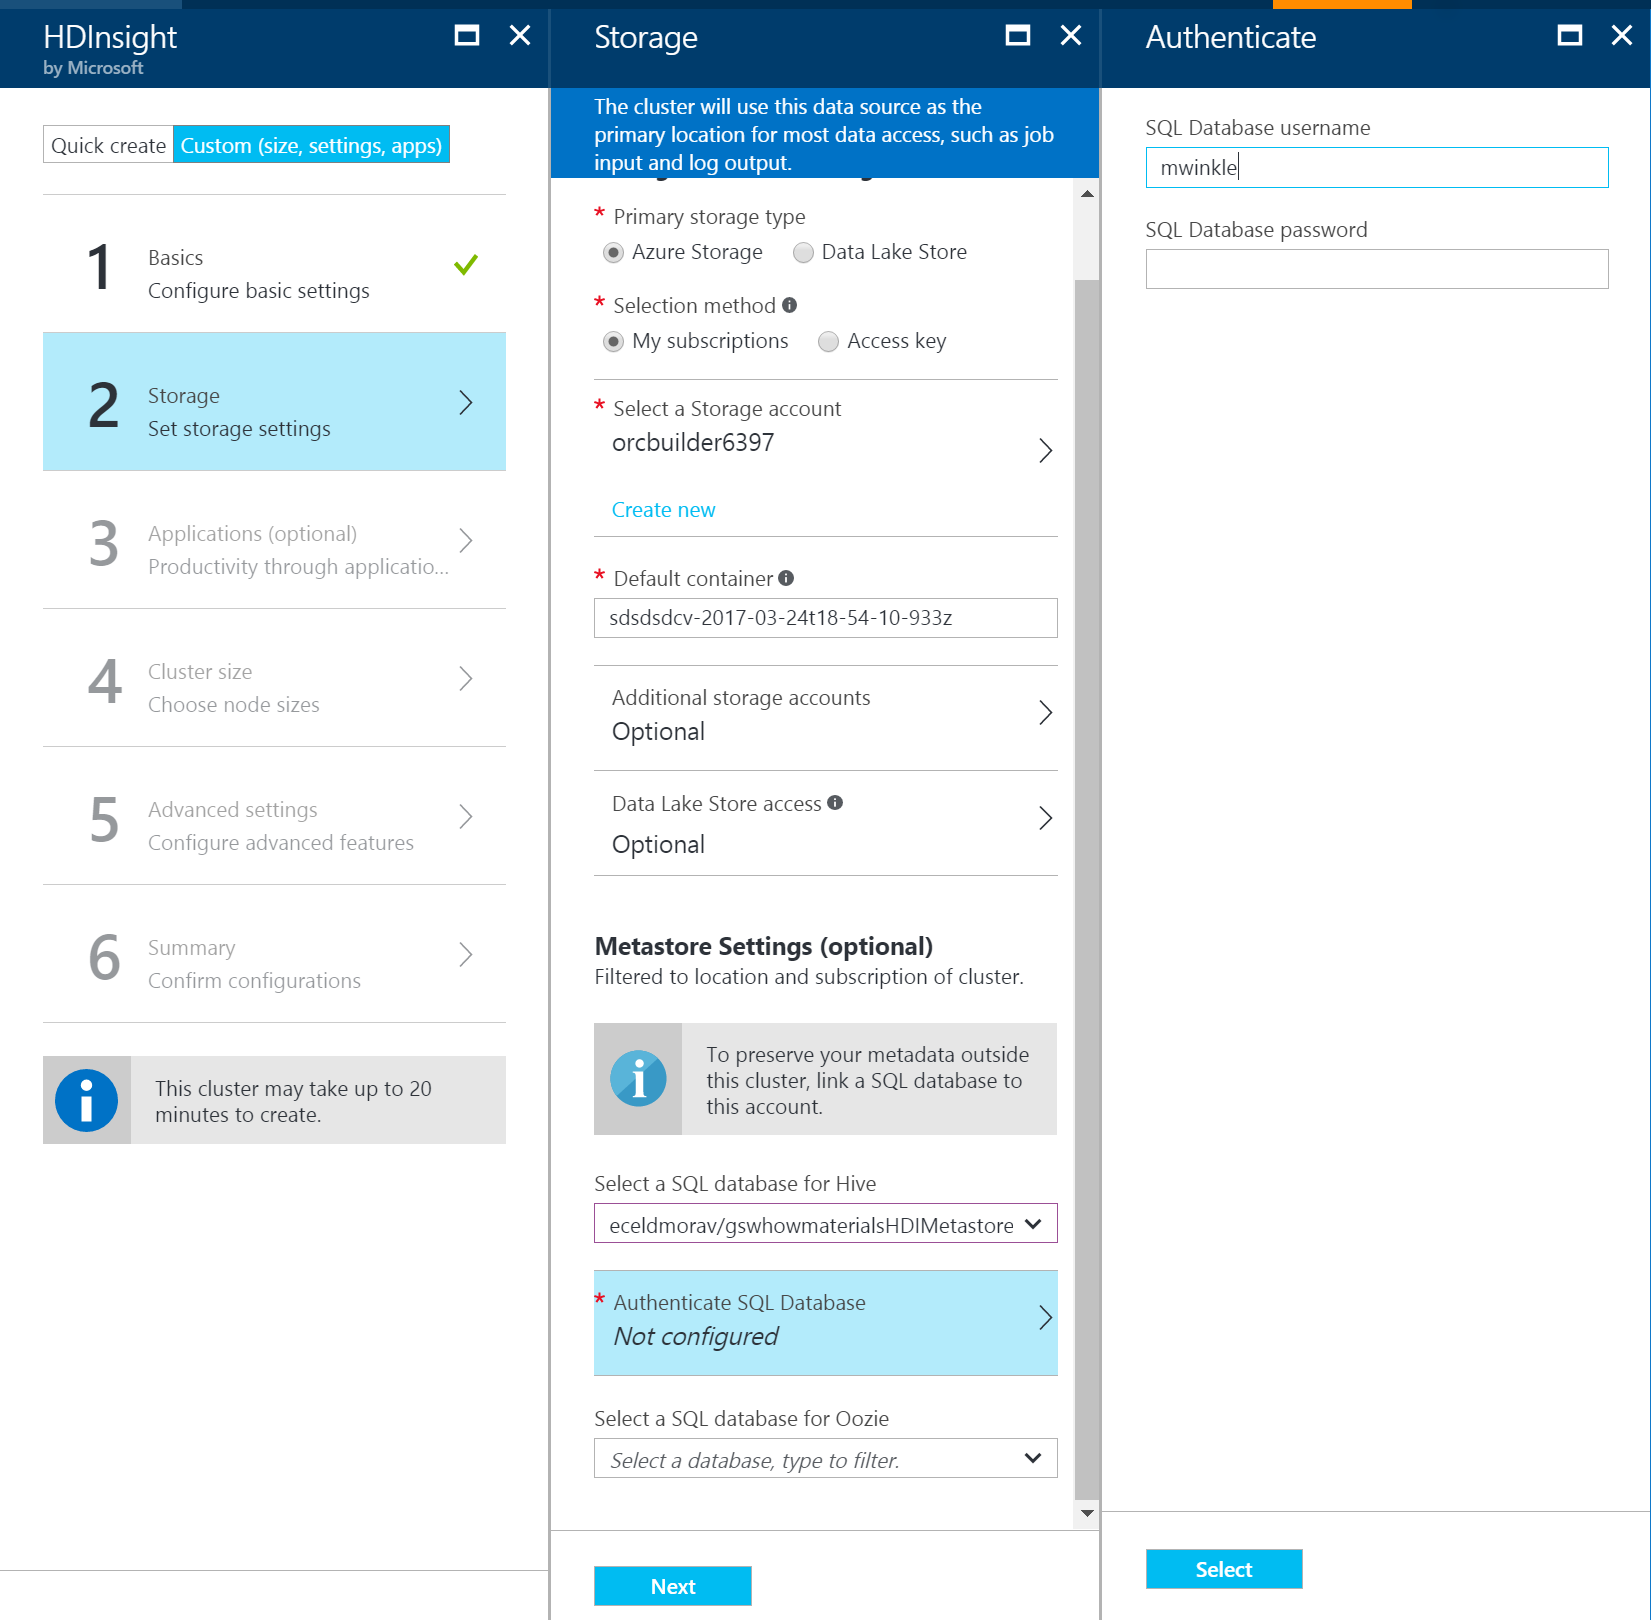 HDInsight
by Microsoft
Quick create
Custom (size, settings, apps)
1
Basics
Configure basic settings
2
Storage
Set storage settings
3
Applications (optional)
Productivity through applicatio...
4
Cluster size
Choose node sizes
5
Advanced settings
Configure advanced features
6
Summary
Confirm configurations
This cluster may take up to 20
minutes to create.
Storage
The cluster will use this data source as the
primary location for most data access, such as job
input and log output.
* Primary storage type
Azure Storage
Data Lake Store
* Selection method
My subscriptions
Access key
* Select a Storage account
orcbuilder6397
Create new
* Default container
sdsdsdcv-2017-03-24t18-54-10-933z
Additional storage accounts
Optional
Data Lake Store access
Optional
Metastore Settings (optional)
Filtered to location and subscription of cluster.
To preserve your metadata outside
this cluster, link a SQL database to
this account.
Select a SQL database for Hive
eceldmorav/gswhowmaterialsHDIMetastore
* Authenticate SQL Database
Not configured
Select a SQL database for Oozie
Select a database, type to filter.
Next
Authenticate
SQL Database username
mwinkle
SQL Database password
Select